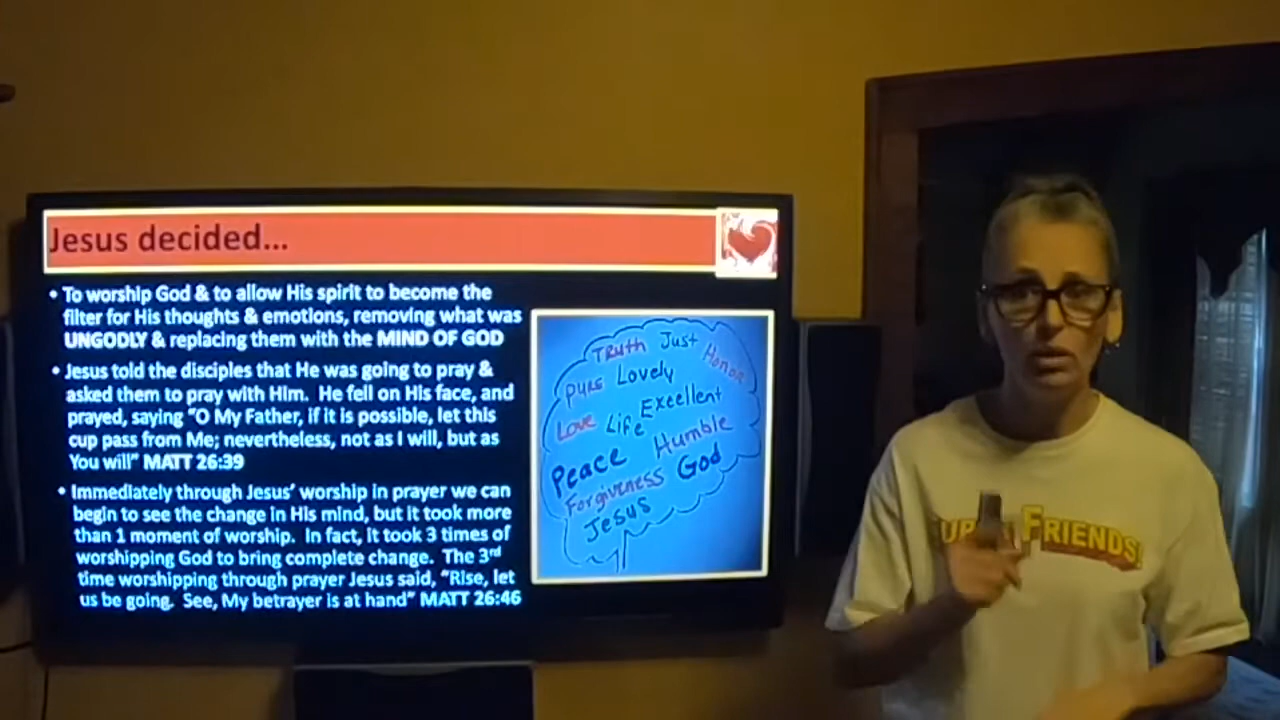 Jesus decided...
• To worship God & to allow His spirit to become the
filter for His thoughts & emotions, removing what was
UNGODLY & replacing them with the MIND OF GOD
• Jesus told the disciples that He was going to pray &
asked them to pray with Him. He fell on His face, and
prayed, saying "O My Father, if it is possible, let this
cup pass from Me; nevertheless, not as I will, but as
You will" MATT 26:39
• Immediately through Jesus' worship in prayer we can
begin to see the change in His mind, but it took more
than 1 moment of worship. In fact, it took 3 times of
worshipping God to bring complete change. The 3rd
time worshipping through prayer Jesus said, "Rise, let
us be going. See, My betrayer is at hand" MATT 26:46
TRuTH Just Honor
puRe Lovely
Love Life Excellent
Peace Humble
Forgiveness God
Jesus
FRIENDS!